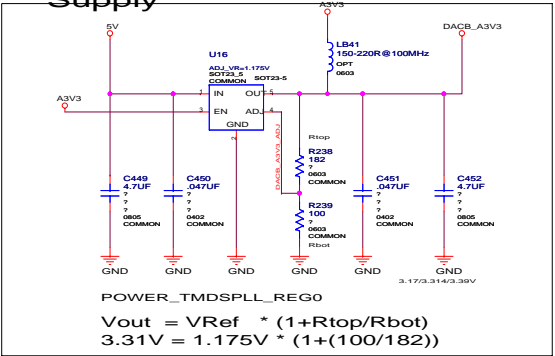 Supply
5V
A3V3
DACB_A3V3
LB41
150-220R@100MHz
OPT
0603
U16
ADJ_VR=1.175V
SOT23_5
COMMON
SOT23-5
A3V3
1 IN
OUT 5
3 EN
ADJ 4
GND
2
DACB_A3V3_ADJ
Rtop
R238
182
?
0603
COMMON
C449
4.7UF
?
?
?
0805
COMMON
C450
.047UF
?
?
?
0402
COMMON
R239
100
?
0603
COMMON
Rbot
C451
.047UF
?
?
?
0402
COMMON
C452
4.7UF
?
?
?
0805
COMMON
GND GND GND GND GND GND
3.17/3.314/3.39V
POWER_TMDSPLL_REG0
Vout = VRef * (1+Rtop/Rbot)
3.31V = 1.175V * (1+(100/182))